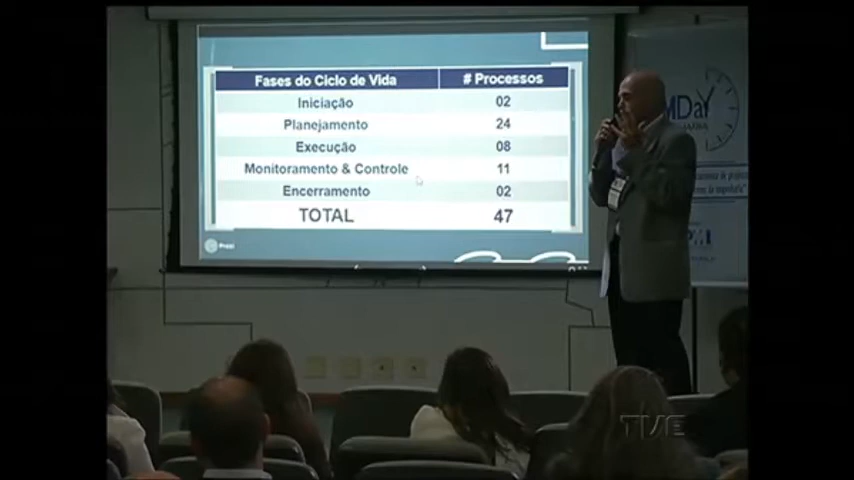 Fases do Ciclo de Vida # Processos
Iniciação 02
Planejamento 24
Execução 08
Monitoramento & Controle 11
Encerramento 02
TOTAL 47
Prezi
MDay
TVE